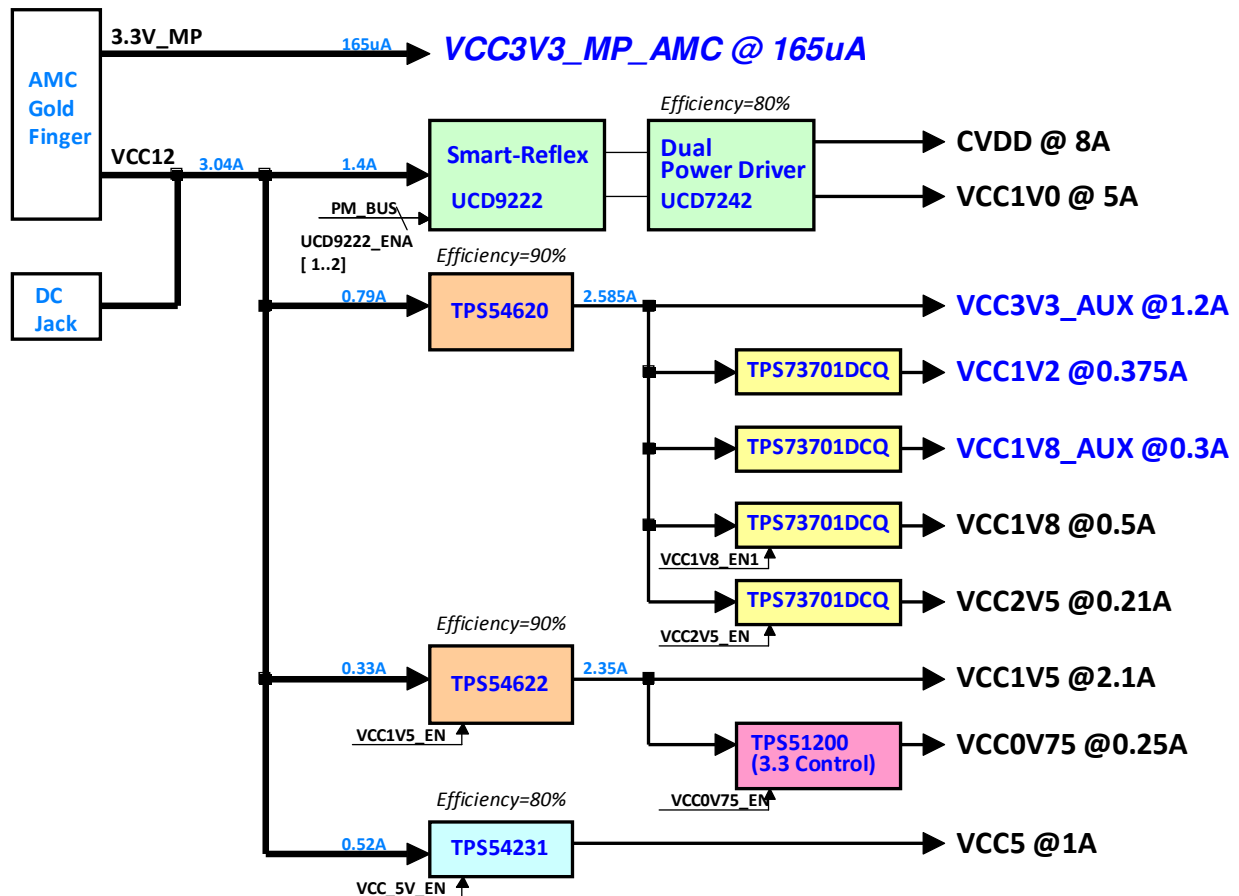 3.3V_MP
165uA
VCC3V3_MP_AMC @ 165uA
AMC
Gold
Finger
Efficiency=80%
VCC12
3.04A
1.4A
Smart-Reflex
UCD9222
Dual
Power Driver
UCD7242
CVDD @ 8A
VCC1V0 @ 5A
PM_BUS
UCD9222_ENA
[ 1..2]
Efficiency=90%
DC
Jack
0.79A
TPS54620
2.585A
VCC3V3_AUX @1.2A
TPS73701DCQ
VCC1V2 @0.375A
TPS73701DCQ
VCC1V8_AUX @0.3A
TPS73701DCQ
VCC1V8 @0.5A
VCC1V8_EN1
TPS73701DCQ
VCC2V5 @0.21A
VCC2V5_EN
Efficiency=90%
0.33A
TPS54622
2.35A
VCC1V5 @2.1A
VCC1V5_EN
TPS51200
(3.3 Control)
VCC0V75 @0.25A
VCC0V75_EN
Efficiency=80%
0.52A
TPS54231
VCC5 @1A
VCC_5V_EN